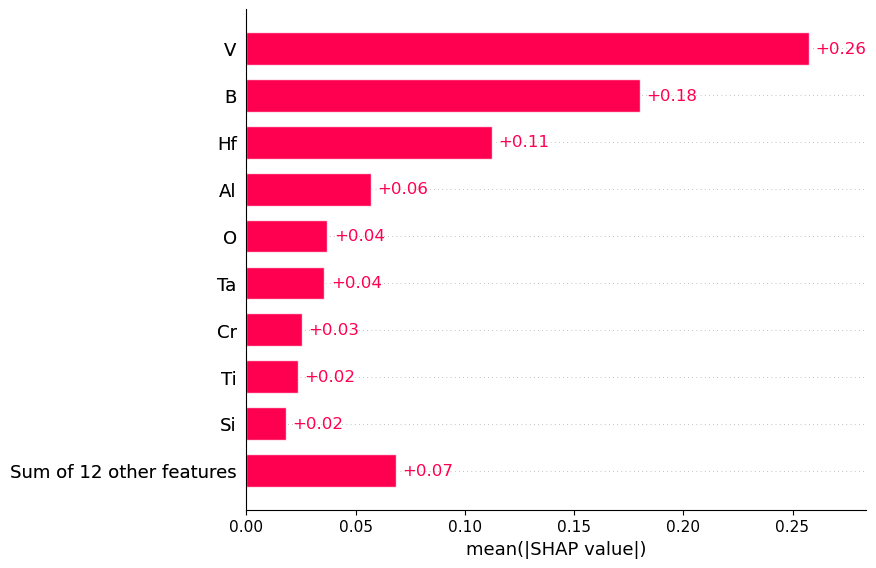 V +0.26
B +0.18
Hf +0.11
Al +0.06
O +0.04
Ta +0.04
Cr +0.03
Ti +0.02
Si +0.02
Sum of 12 other features +0.07
0.00 0.05 0.10 0.15 0.20 0.25
mean(|SHAP value|)